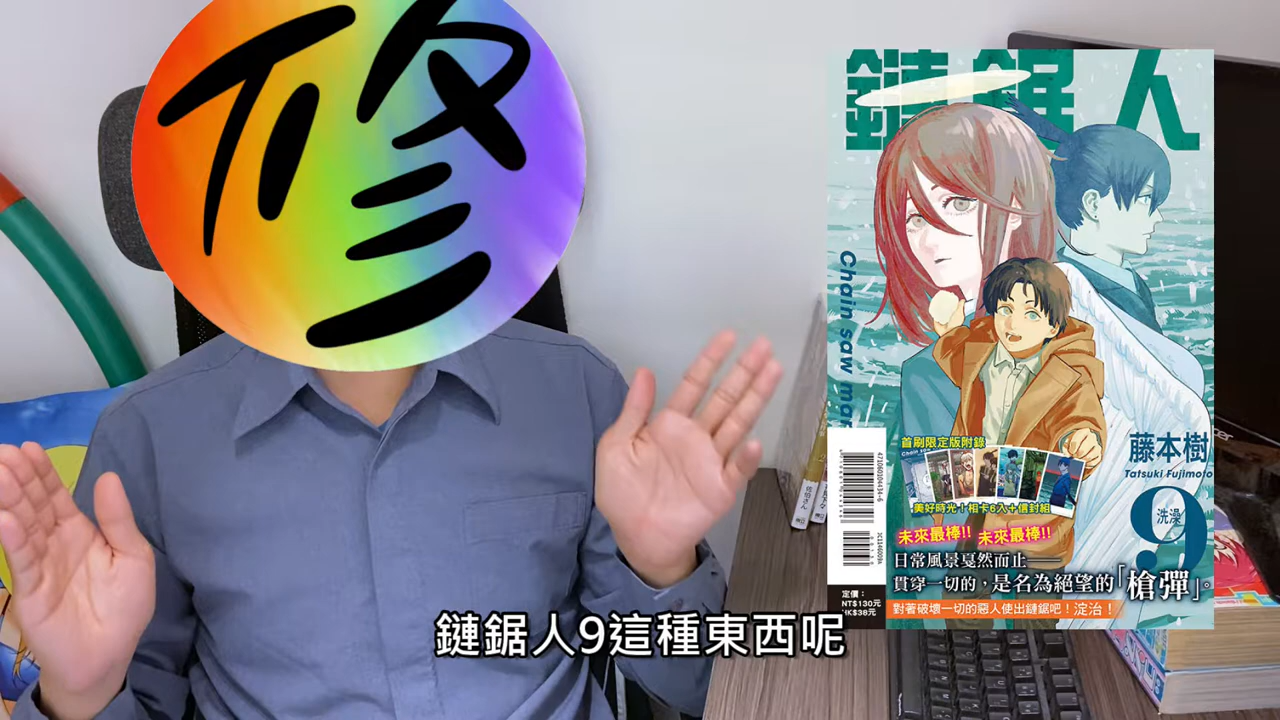 修
鏈鋸人
Chain saw man
藤本樹
Tatsuki Fujimoto
9
洗澡
首刷限定版附錄
美好時光！相卡6入＋信封組
未來最棒!! 未來最棒!!
日常風景戛然而止——
貫穿一切的，是名為絕望的「槍彈」。
對著破壞一切的惡人使出鏈鋸吧！淀治！
定價：
NT$130元
HK$38元
acer
鏈鋸人9這種東西呢